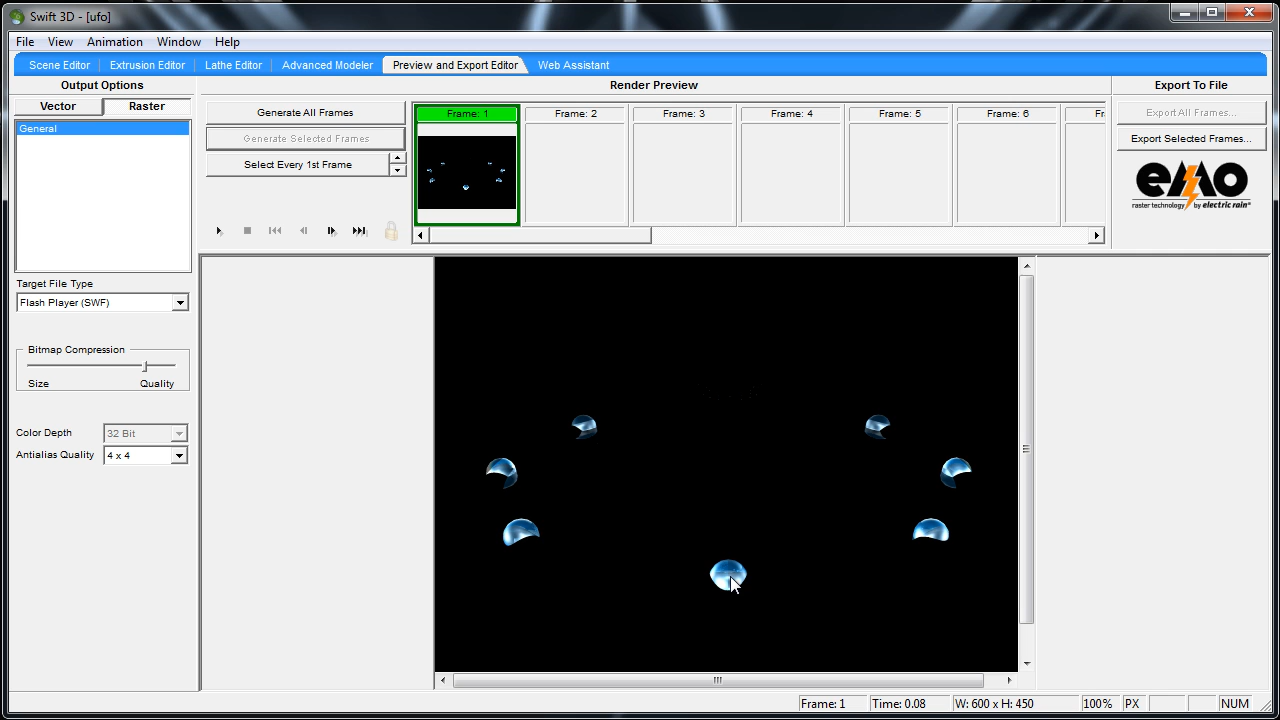 Swift 3D - [ufo]
File View Animation Window Help
Scene Editor Extrusion Editor Lathe Editor Advanced Modeler Preview and Export Editor Web Assistant
Output Options Render Preview Export To File
Vector Raster
General
Generate All Frames
Generate Selected Frames
Select Every 1st Frame
Frame: 1 Frame: 2 Frame: 3 Frame: 4 Frame: 5 Frame: 6 Fr
Export All Frames...
Export Selected Frames...
emo
raster technology by electric rain
Target File Type
Flash Player (SWF)
Bitmap Compression
Size Quality
Color Depth 32 Bit
Antialias Quality 4 x 4
Frame: 1 Time: 0.08 W: 600 x H: 450 100% PX NUM